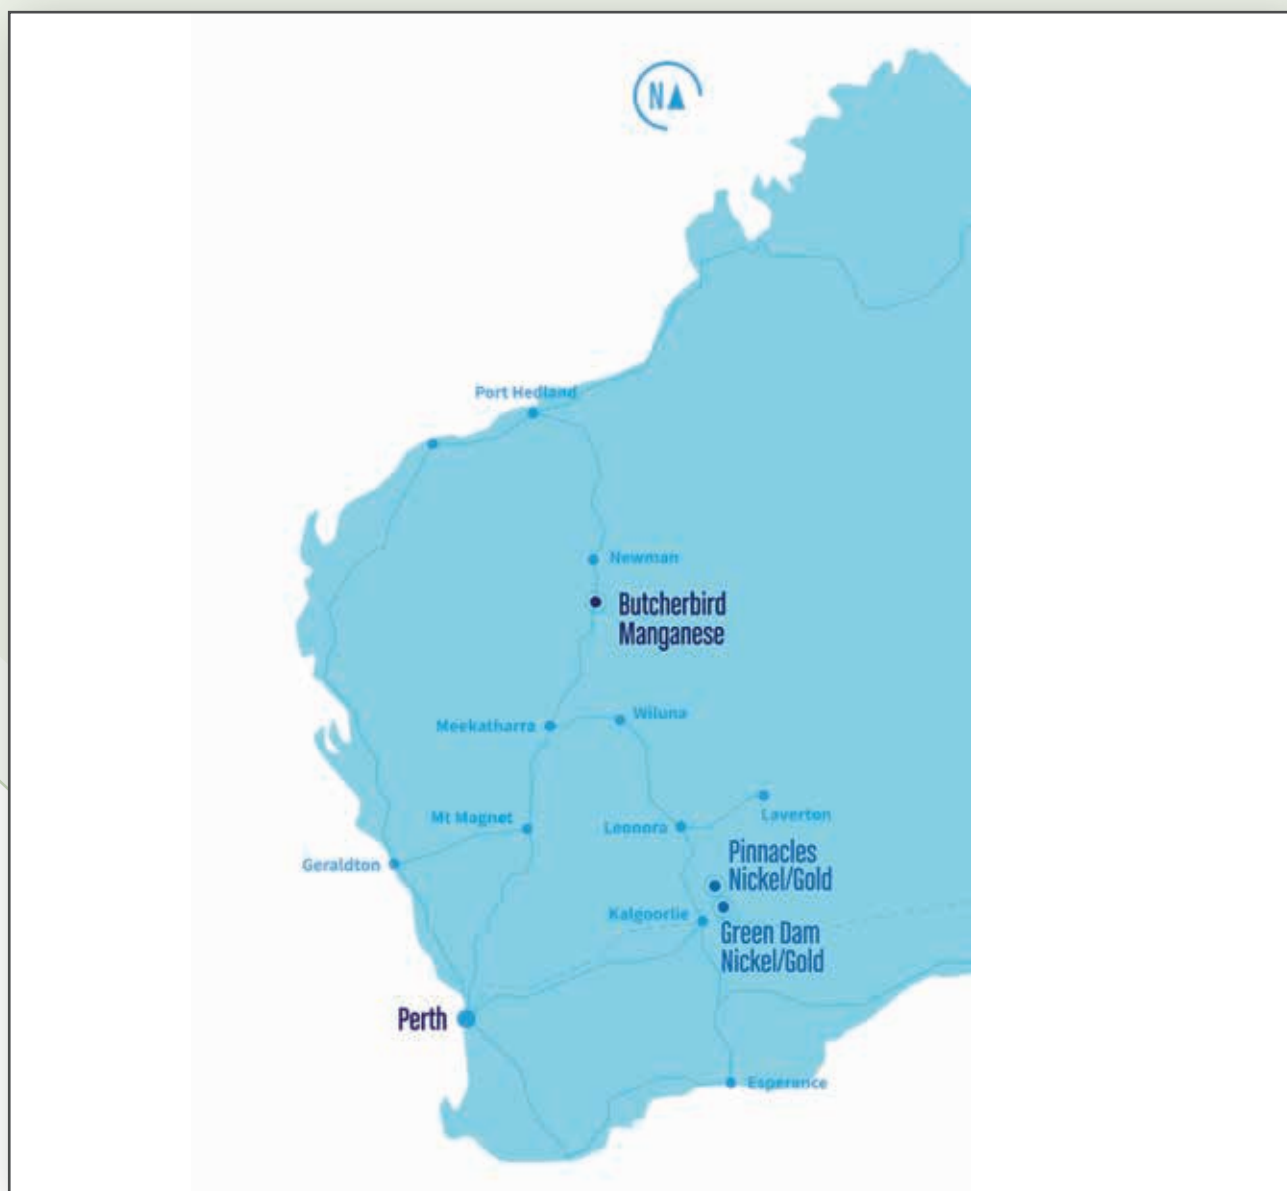 N
Port Hedland
Newman
Butcherbird
Manganese
Wiluna
Meekatharra
Laverton
Mt Magnet
Leonora
Pinnacles
Nickel/Gold
Geraldton
Kalgoorlie
Green Dam
Nickel/Gold
Perth
Esperance